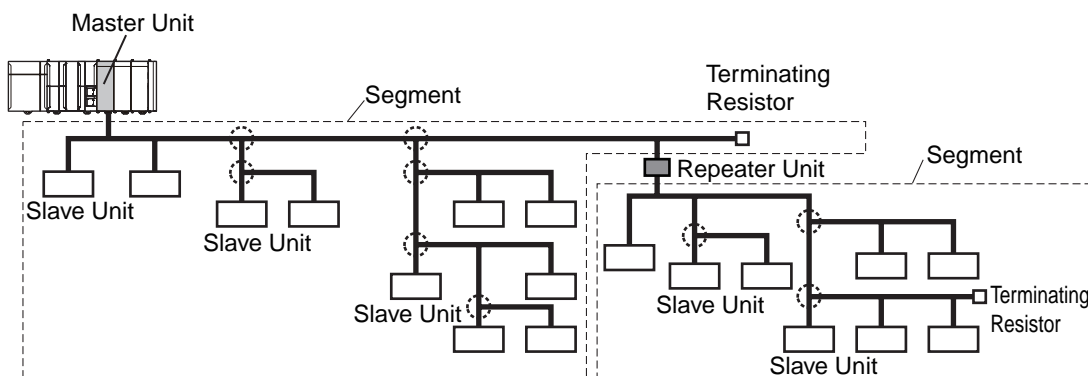 Master Unit
Segment
Terminating
Resistor
Segment
Repeater Unit
Slave Unit
Slave Unit
Slave Unit
Slave Unit
Terminating
Resistor
Slave Unit